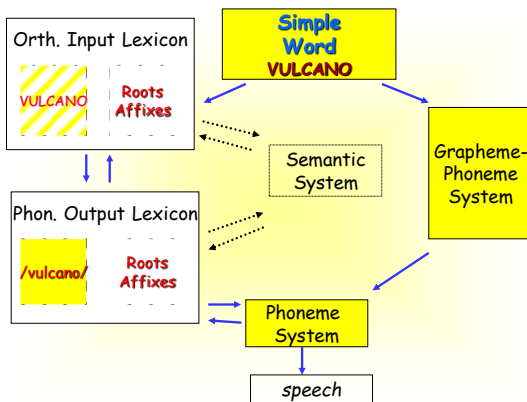 Orth. Input Lexicon
VULCANO
Roots
Affixes
Simple
Word
VULCANO
Semantic
System
Grapheme-
Phoneme
System
Phon. Output Lexicon
/vulcano/
Roots
Affixes
Phoneme
System
speech